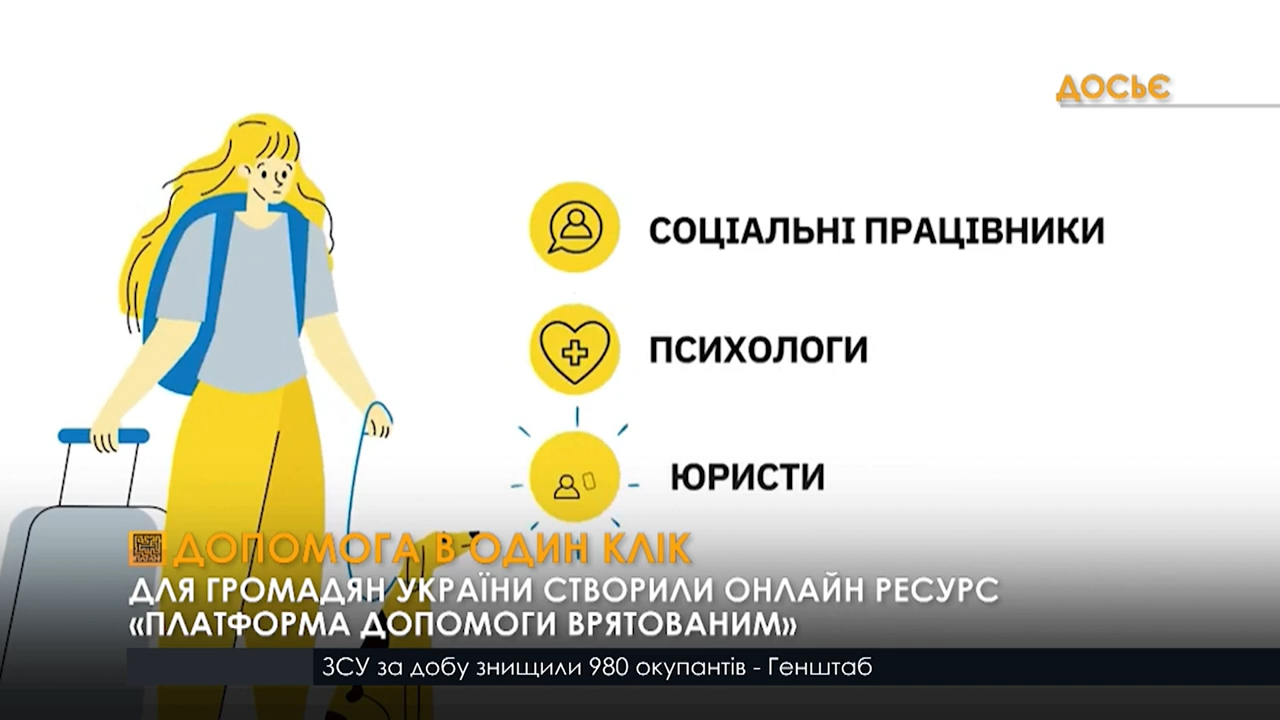 ДОСЬЄ
СОЦІАЛЬНІ ПРАЦІВНИКИ
ПСИХОЛОГИ
ЮРИСТИ
ДОПОМОГА В ОДИН КЛІК
ДЛЯ ГРОМАДЯН УКРАЇНИ СТВОРИЛИ ОНЛАЙН РЕСУРС
«ПЛАТФОРМА ДОПОМОГИ ВРЯТОВАНИМ»
ЗСУ за добу знищили 980 окупантів - Генштаб